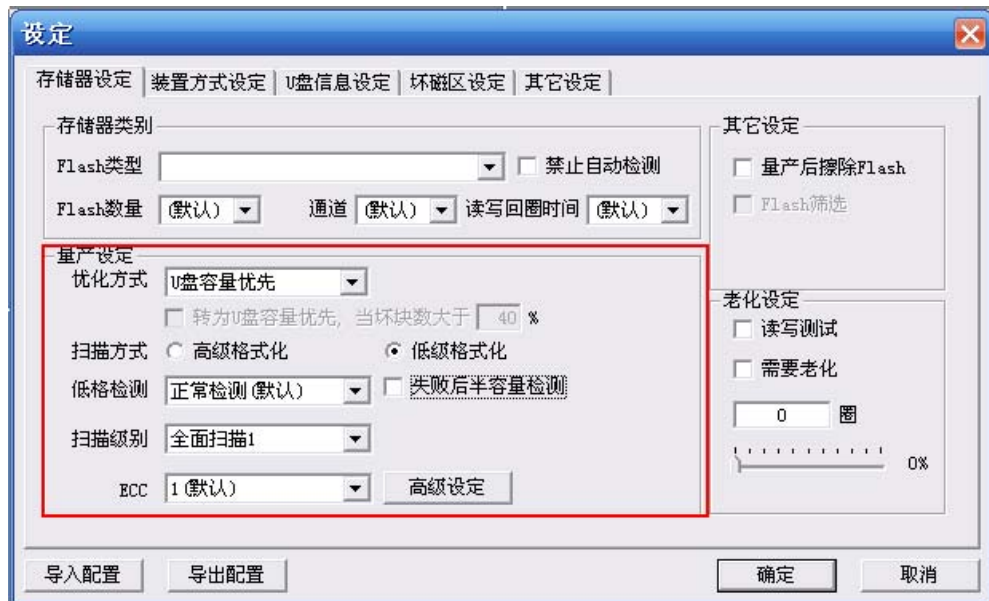 设定
存储器设定 装置方式设定 U盘信息设定 坏磁区设定 其它设定
存储器类别
Flash类型 禁止自动检测
Flash数量 (默认) 通道 (默认) 读写回圈时间 (默认)
其它设定
量产后擦除Flash
Flash筛选
量产设定
优化方式 U盘容量优先
转为U盘容量优先, 当坏块数大于 40 %
扫描方式 高级格式化 低级格式化
低格检测 正常检测(默认) 失败后半容量检测
扫描级别 全面扫描1
ECC 1(默认) 高级设定
老化设定
读写测试
需要老化
0 圈
0%
导入配置 导出配置 确定 取消